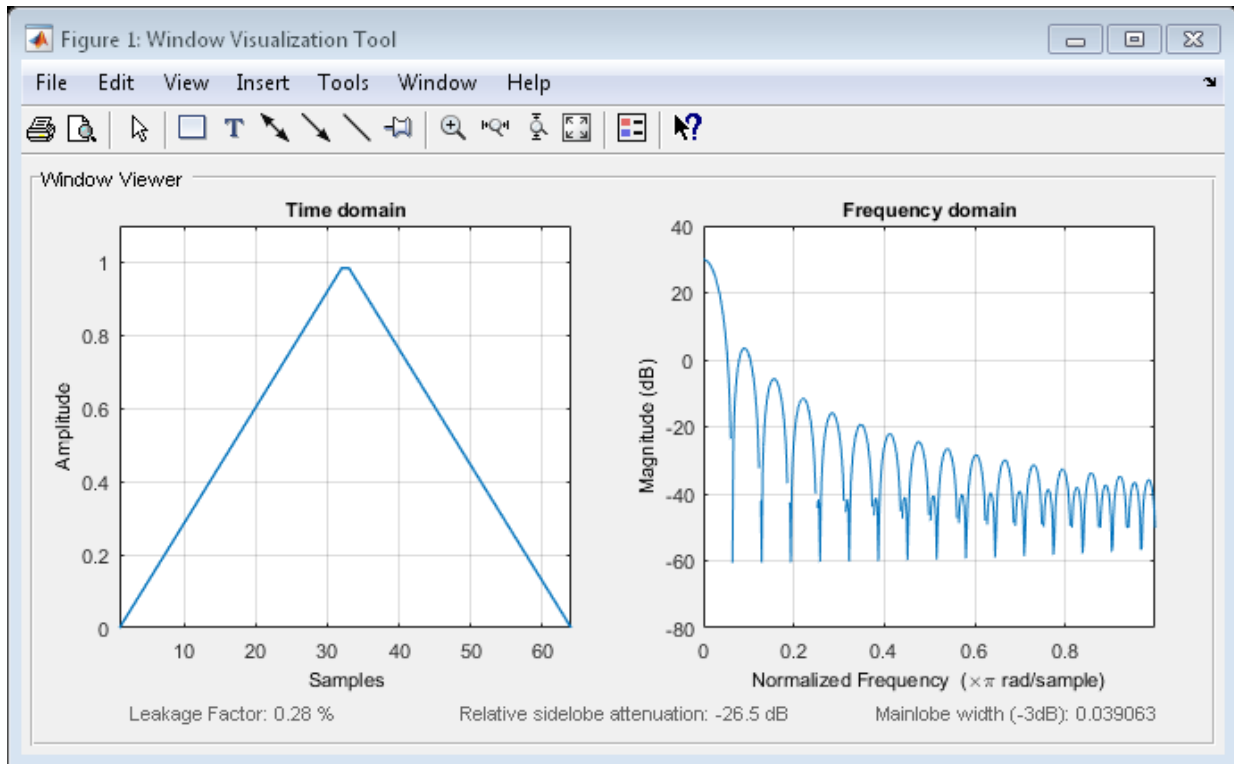 Figure 1: Window Visualization Tool
File Edit View Insert Tools Window Help
T
?
Window Viewer
Time domain
1
0.8
0.6
0.4
0.2
0
Amplitude
10 20 30 40 50 60
Samples
Frequency domain
40
20
0
-20
-40
-60
-80
Magnitude (dB)
0 0.2 0.4 0.6 0.8
Normalized Frequency (×π rad/sample)
Leakage Factor: 0.28 %
Relative sidelobe attenuation: -26.5 dB
Mainlobe width (-3dB): 0.039063